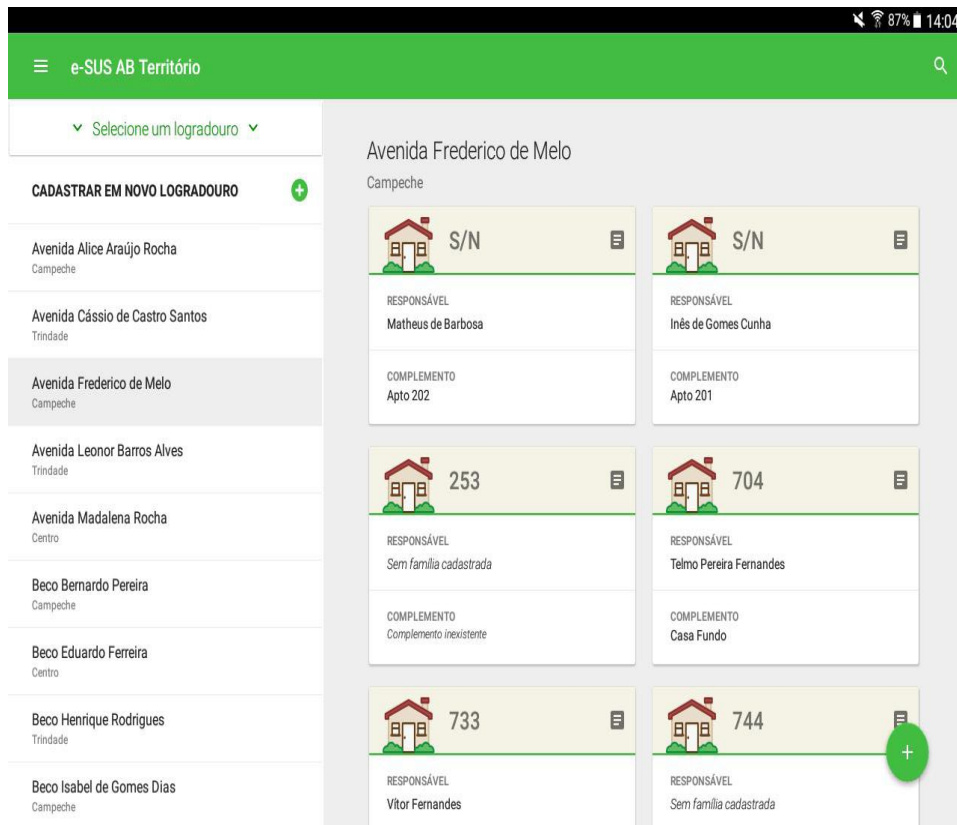 87% 14:04
e-SUS AB Território
Selecione um logradouro
CADASTRAR EM NOVO LOGRADOURO
Avenida Alice Araújo Rocha
Campeche
Avenida Cássio de Castro Santos
Trindade
Avenida Frederico de Melo
Campeche
Avenida Leonor Barros Alves
Trindade
Avenida Madalena Rocha
Centro
Beco Bernardo Pereira
Campeche
Beco Eduardo Ferreira
Centro
Beco Henrique Rodrigues
Trindade
Beco Isabel de Gomes Dias
Campeche
Avenida Frederico de Melo
Campeche
S/N
RESPONSÁVEL
Matheus de Barbosa
COMPLEMENTO
Apto 202
S/N
RESPONSÁVEL
Inês de Gomes Cunha
COMPLEMENTO
Apto 201
253
RESPONSÁVEL
Sem família cadastrada
COMPLEMENTO
Complemento inexistente
704
RESPONSÁVEL
Telmo Pereira Fernandes
COMPLEMENTO
Casa Fundo
733
RESPONSÁVEL
Vítor Fernandes
744
RESPONSÁVEL
Sem família cadastrada